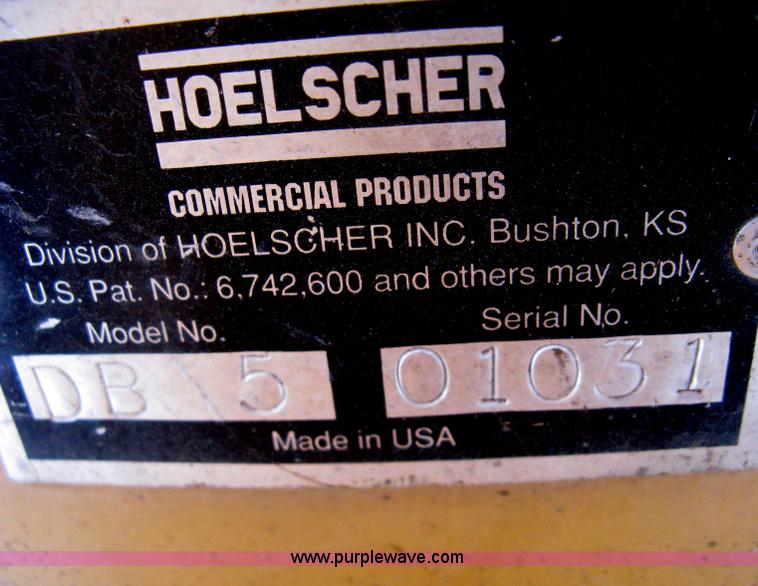 HOELSCHER
COMMERCIAL PRODUCTS
Division of HOELSCHER INC. Bushton, KS
U.S. Pat. No.: 6,742,600 and others may apply.
Model No. Serial No.
DB 5 01031
Made in USA
www.purplewave.com